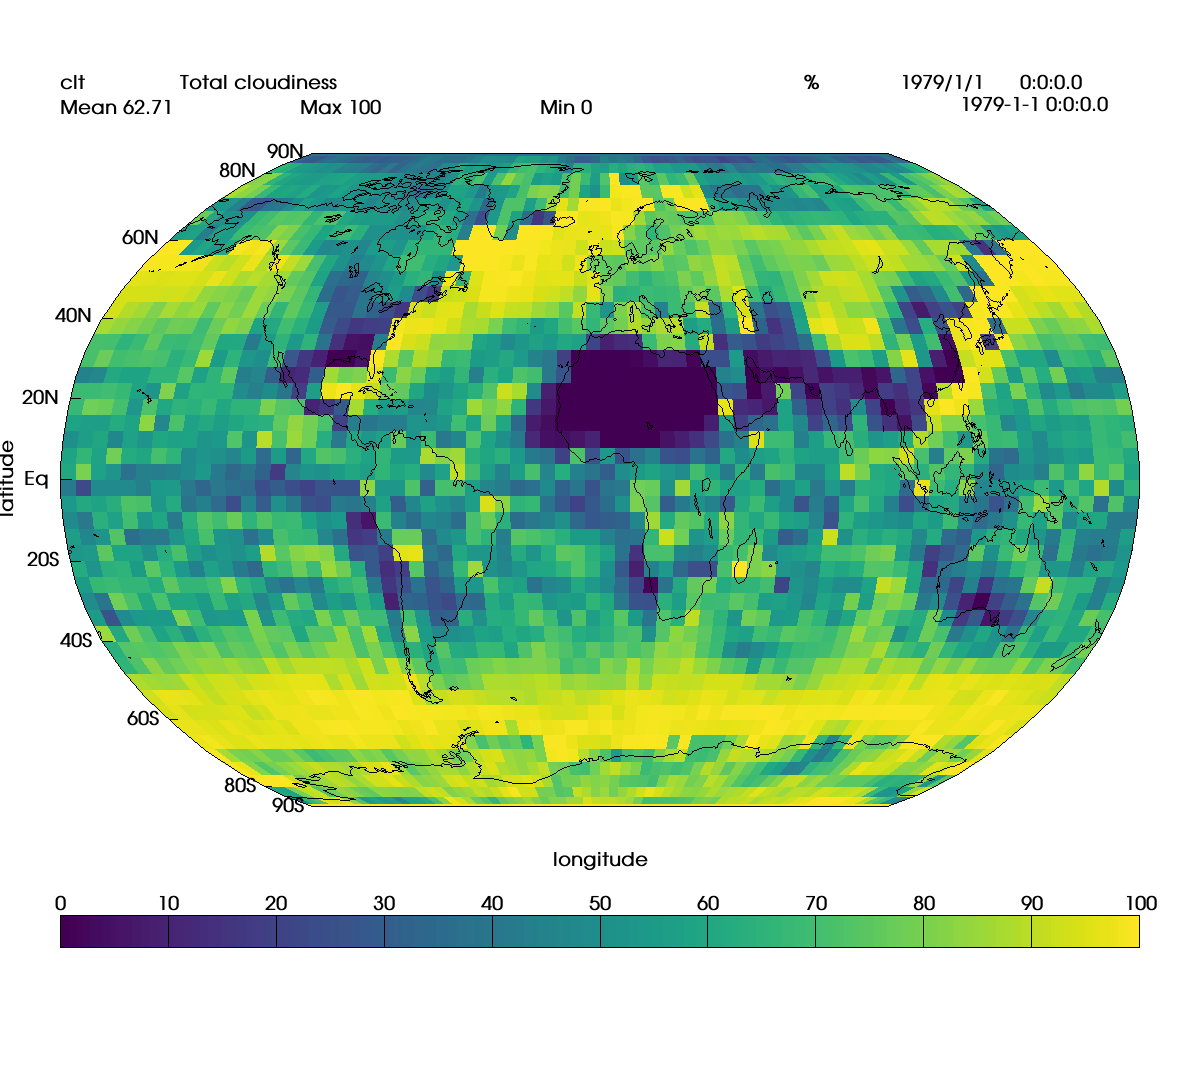 clt Total cloudiness % 1979/1/1 0:0:0.0
Mean 62.71 Max 100 Min 0 1979-1-1 0:0:0.0
90N
80N
60N
40N
20N
Eq
20S
40S
60S
80S
90S
latitude
longitude
0 10 20 30 40 50 60 70 80 90 100